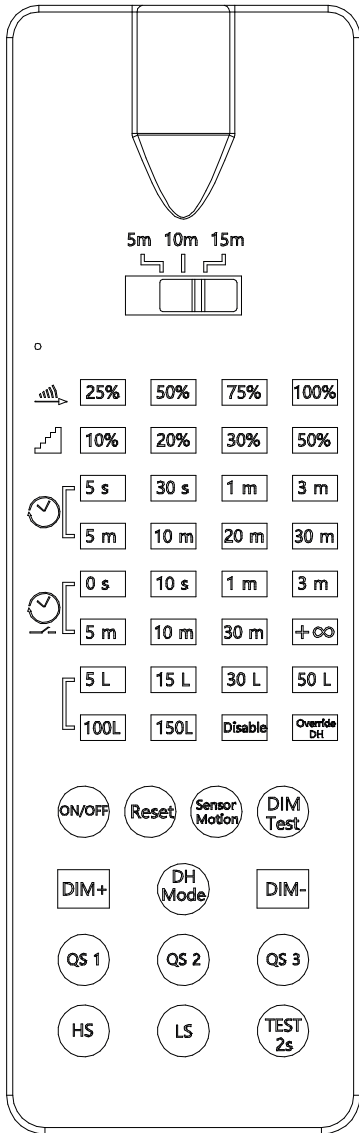 5m 10m 15m
25% 50% 75% 100%
10% 20% 30% 50%
5 s 30 s 1 m 3 m
5 m 10 m 20 m 30 m
0 s 10 s 1 m 3 m
5 m 10 m 30 m +∞
5 L 15 L 30 L 50 L
100L 150L Disable Override
DH
ON/OFF Reset Sensor DIM
Motion Test
DIM+ DH DIM-
Mode
QS 1 QS 2 QS 3
HS LS TEST
2s